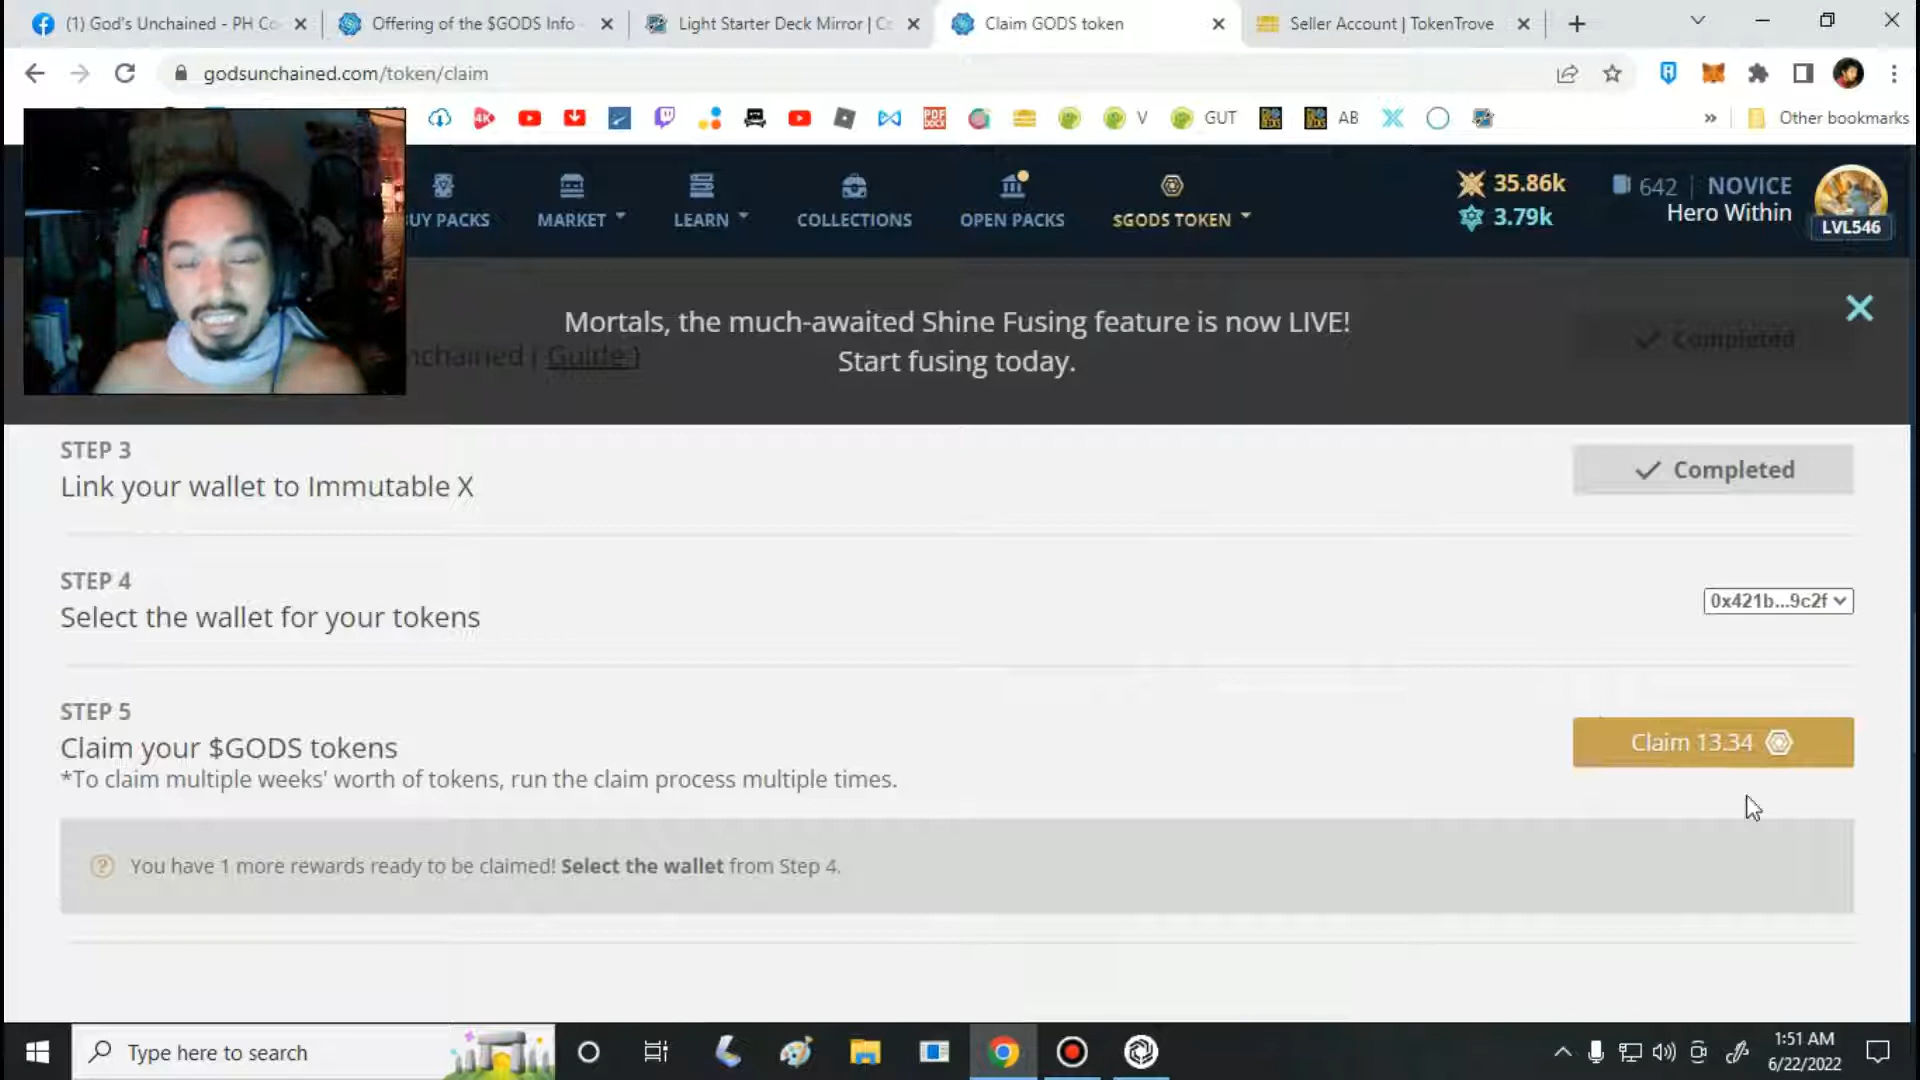 (1) God's Unchained - PH Co
Offering of the $GODS Info
Light Starter Deck Mirror | C
Claim GODS token
Seller Account | TokenTrove
godsunchained.com/token/claim
V
GUT
AB
Other bookmarks
BUY PACKS
MARKET
LEARN
COLLECTIONS
OPEN PACKS
$GODS TOKEN
35.86k
3.79k
642 | NOVICE
Hero Within
LVL546
Mortals, the much-awaited Shine Fusing feature is now LIVE!
Start fusing today.
nchained ( Guide )
Completed
STEP 3
Link your wallet to Immutable X
Completed
STEP 4
Select the wallet for your tokens
0x421b...9c2f
STEP 5
Claim your $GODS tokens
*To claim multiple weeks' worth of tokens, run the claim process multiple times.
Claim 13.34
You have 1 more rewards ready to be claimed! Select the wallet from Step 4.
Type here to search
1:51 AM
6/22/2022